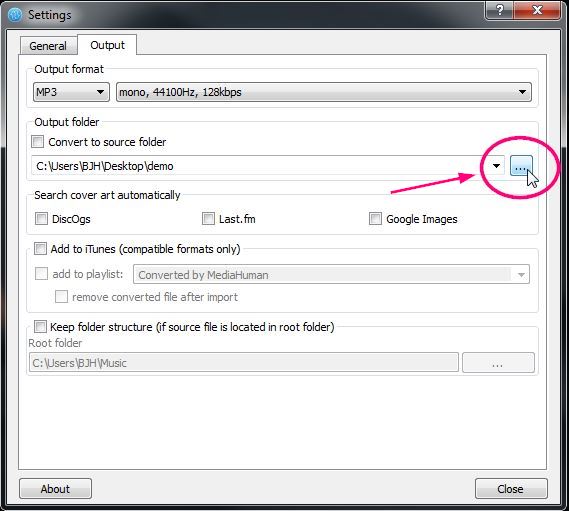 Settings
General Output
Output format
MP3 mono, 44100Hz, 128kbps
Output folder
Convert to source folder
C:\Users\BJH\Desktop\demo ...
Search cover art automatically
DiscOgs Last.fm Google Images
Add to iTunes (compatible formats only)
add to playlist: Converted by MediaHuman
remove converted file after import
Keep folder structure (if source file is located in root folder)
Root folder
C:\Users\BJH\Music ...
About Close